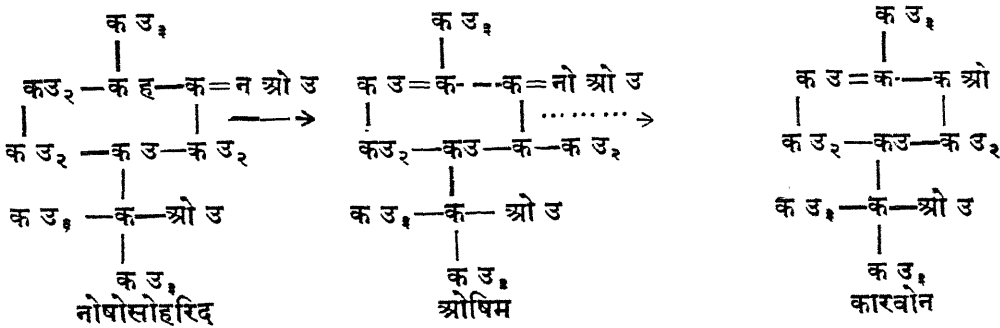 क उ₃ क उ₃ क उ₃
कउ₂ — क ह — क = न ओ उ क उ = क - - - क = नो ओ उ क उ = क - — क ओ
क उ₂ — क उ — क उ₂ कउ₂ — कउ — क — क उ₂ क उ₂ — कउ — क उ₂
क उ₃ — क — ओ उ क उ₃ — क — ओ उ क उ₃ — क — ओ उ
क उ₃ क उ₃ क उ₃
नोषोसोहरिद् ओषिम कारवोन